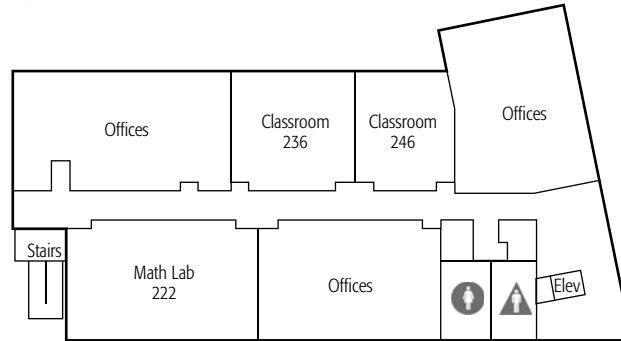 Offices
Classroom
236
Classroom
246
Offices
Stairs
Math Lab
222
Offices
Elev